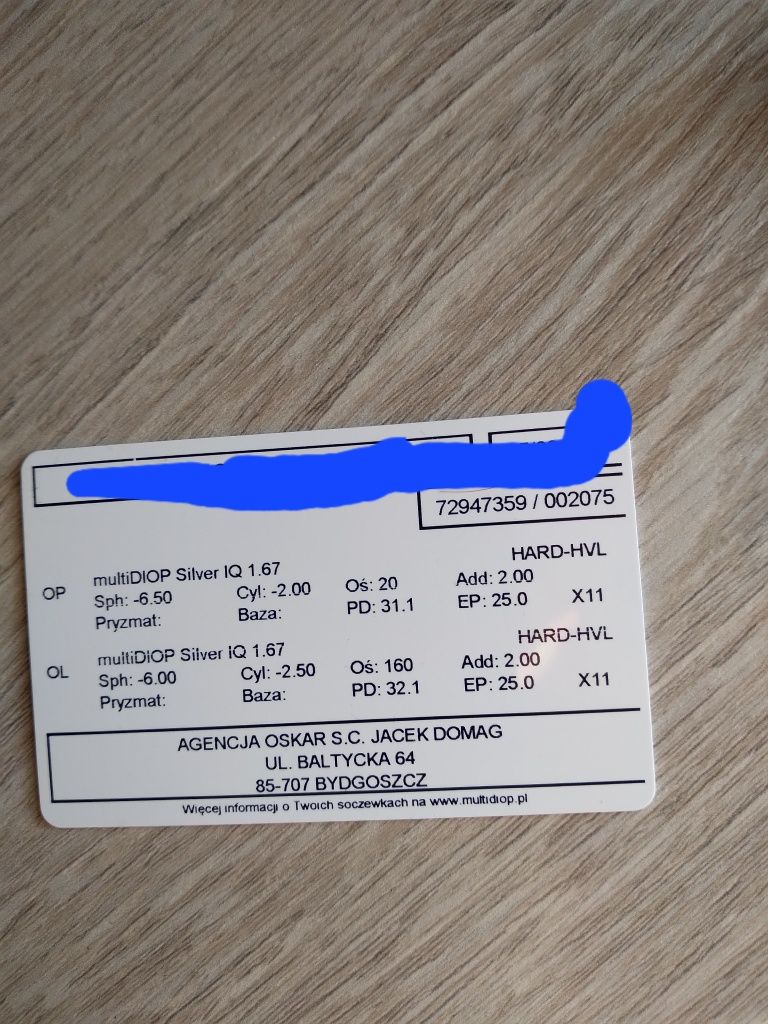 72947359 / 002075
HARD-HVL
OP multiDIOP Silver IQ 1.67
Sph: -6.50 Cyl: -2.00 Oś: 20 Add: 2.00
Pryzmat: Baza: PD: 31.1 EP: 25.0 X11
HARD-HVL
OL multiDIOP Silver IQ 1.67
Sph: -6.00 Cyl: -2.50 Oś: 160 Add: 2.00
Pryzmat: Baza: PD: 32.1 EP: 25.0 X11
AGENCJA OSKAR S.C. JACEK DOMAG
UL. BALTYCKA 64
85-707 BYDGOSZCZ
Więcej informacji o Twoich soczewkach na www.multidiop.pl